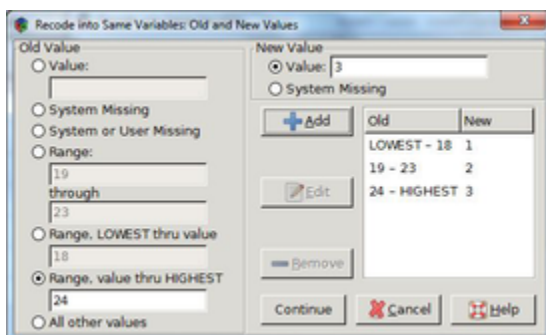 Recode into Same Variables: Old and New Values
Old Value
Value:
System Missing
System or User Missing
Range:
19
through
23
Range, LOWEST thru value
18
Range, value thru HIGHEST
24
All other values
New Value
Value: 3
System Missing
Add
Edit
Remove
Old New
LOWEST - 18 1
19 - 23 2
24 - HIGHEST 3
Continue
Cancel
Help